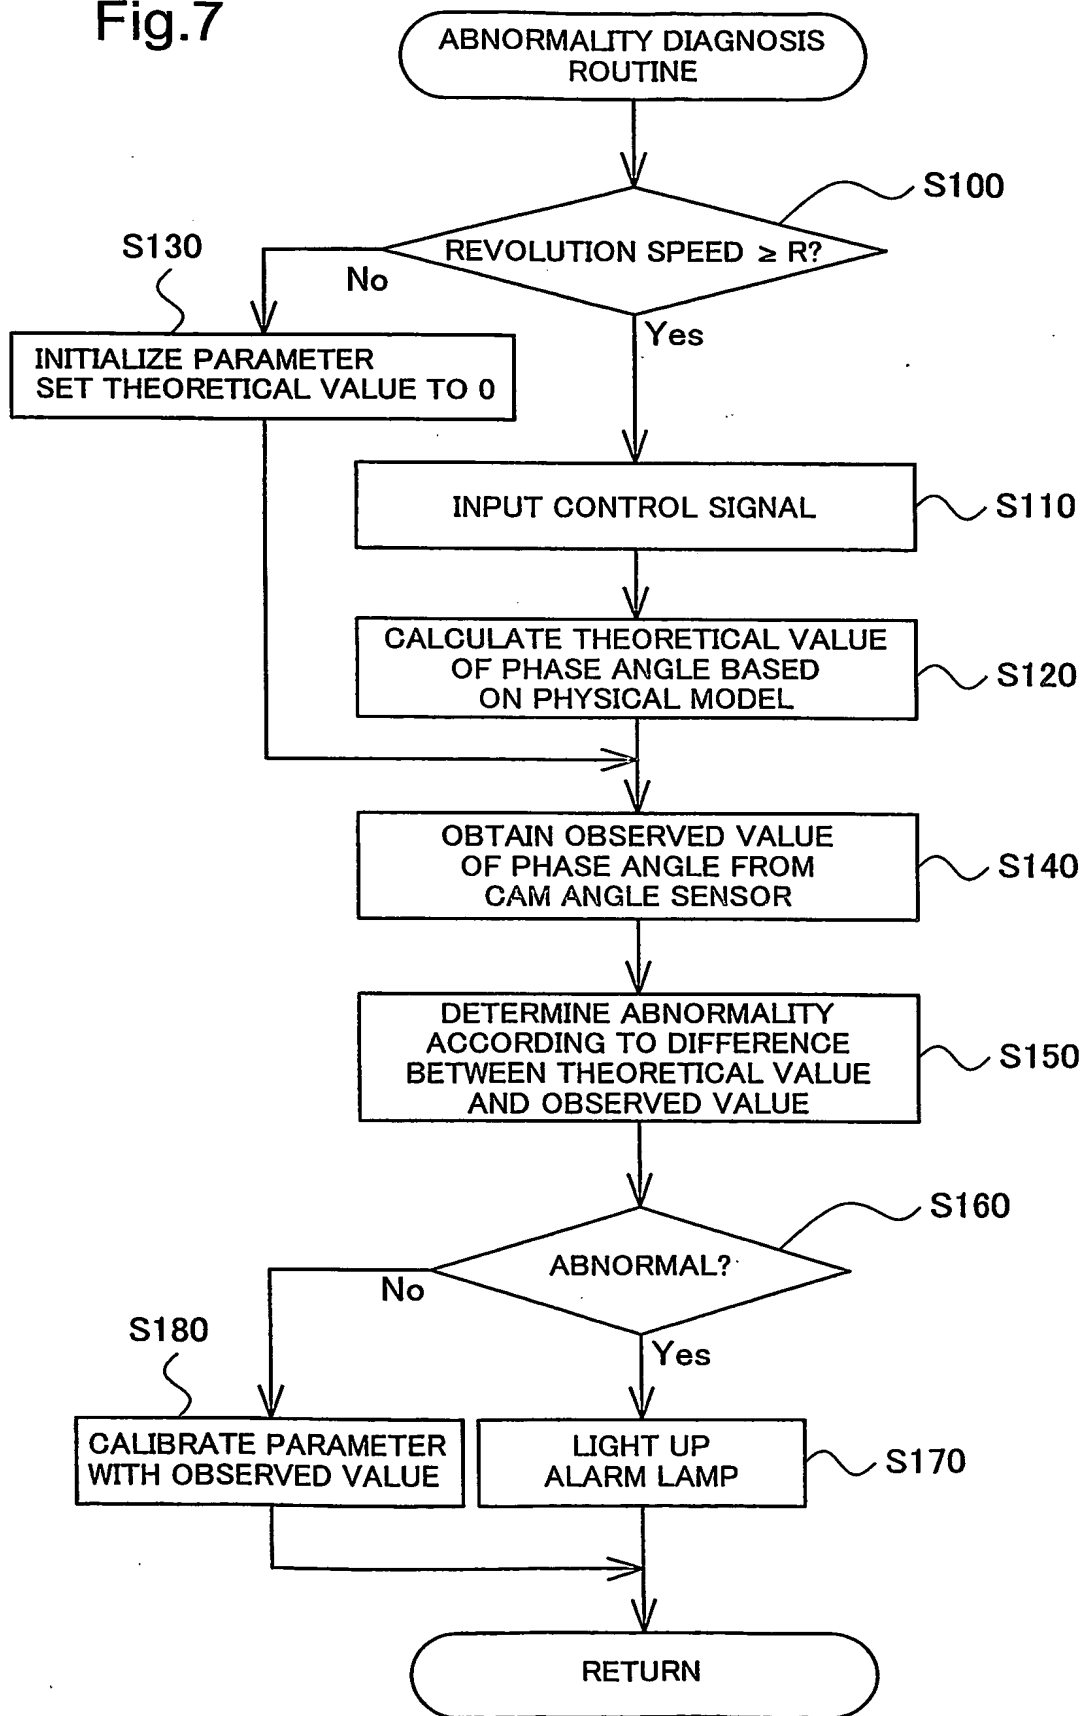 Fig.7
ABNORMALITY DIAGNOSIS
ROUTINE
S100
REVOLUTION SPEED ≥ R?
No
Yes
S130
INITIALIZE PARAMETER
SET THEORETICAL VALUE TO 0
INPUT CONTROL SIGNAL
S110
CALCULATE THEORETICAL VALUE
OF PHASE ANGLE BASED
ON PHYSICAL MODEL
S120
OBTAIN OBSERVED VALUE
OF PHASE ANGLE FROM
CAM ANGLE SENSOR
S140
DETERMINE ABNORMALITY
ACCORDING TO DIFFERENCE
BETWEEN THEORETICAL VALUE
AND OBSERVED VALUE
S150
S160
ABNORMAL?
No
Yes
S180
CALIBRATE PARAMETER
WITH OBSERVED VALUE
LIGHT UP
ALARM LAMP
S170
RETURN